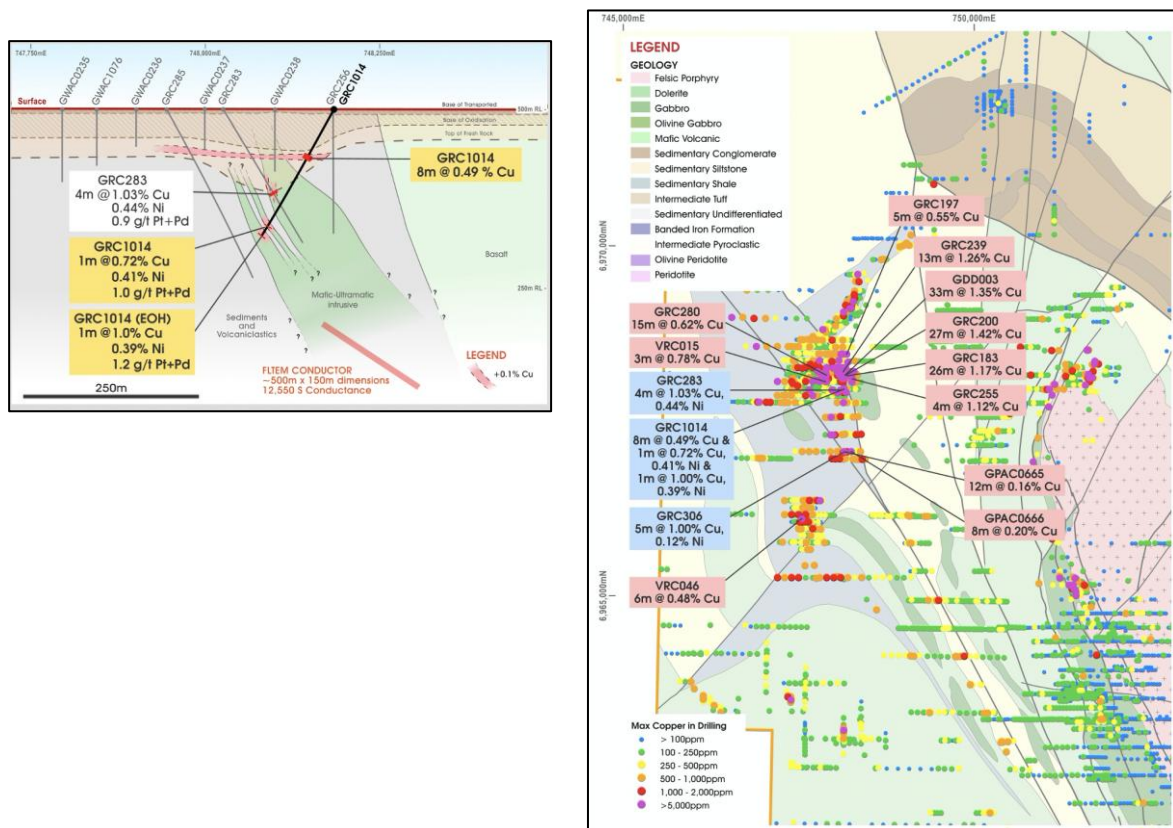 747,750mE
748,000mE
748,250mE
GWAC0235
GWAC1076
GWAC0236
GRC285
GWAC0237
GRC283
GWAC0238
GRC256
GRC1014
Surface
Base of Transported
500m RL
Base of Oxidisation
Top of Fresh Rock
GRC1014
8m @ 0.49 % Cu
GRC283
4m @ 1.03% Cu
0.44% Ni
0.9 g/t Pt+Pd
GRC1014
1m @ 0.72% Cu
0.41% Ni
1.0 g/t Pt+Pd
GRC1014 (EOH)
1m @ 1.0% Cu
0.39% Ni
1.2 g/t Pt+Pd
?
?
?
?
?
?
?
?
?
?
?
Basalt
250m RL
Mafic-Ultramafic
intrusive
Sediments
and
Volcaniclastics
LEGEND
+0.1% Cu
FLTEM CONDUCTOR
~500m x 150m dimensions
12,550 S Conductance
250m
745,000mE
750,000mE
6,970,000mN
6,965,000mN
LEGEND
GEOLOGY
Felsic Porphyry
Dolerite
Gabbro
Olivine Gabbro
Mafic Volcanic
Sedimentary Conglomerate
Sedimentary Siltstone
Sedimentary Shale
Intermediate Tuff
Sedimentary Undifferentiated
Banded Iron Formation
Intermediate Pyroclastic
Olivine Peridotite
Peridotite
GRC197
5m @ 0.55% Cu
GRC239
13m @ 1.26% Cu
GDD003
33m @ 1.35% Cu
GRC200
27m @ 1.42% Cu
GRC183
26m @ 1.17% Cu
GRC255
4m @ 1.12% Cu
GRC280
15m @ 0.62% Cu
VRC015
3m @ 0.78% Cu
GRC283
4m @ 1.03% Cu,
0.44% Ni
GRC1014
8m @ 0.49% Cu &
1m @ 0.72% Cu,
0.41% Ni &
1m @ 1.00% Cu,
0.39% Ni
GRC306
5m @ 1.00% Cu,
0.12% Ni
VRC046
6m @ 0.48% Cu
GPAC0665
12m @ 0.16% Cu
GPAC0666
8m @ 0.20% Cu
Max Copper in Drilling
> 100ppm
100 - 250ppm
250 - 500ppm
500 - 1,000ppm
1,000 - 2,000ppm
>5,000ppm